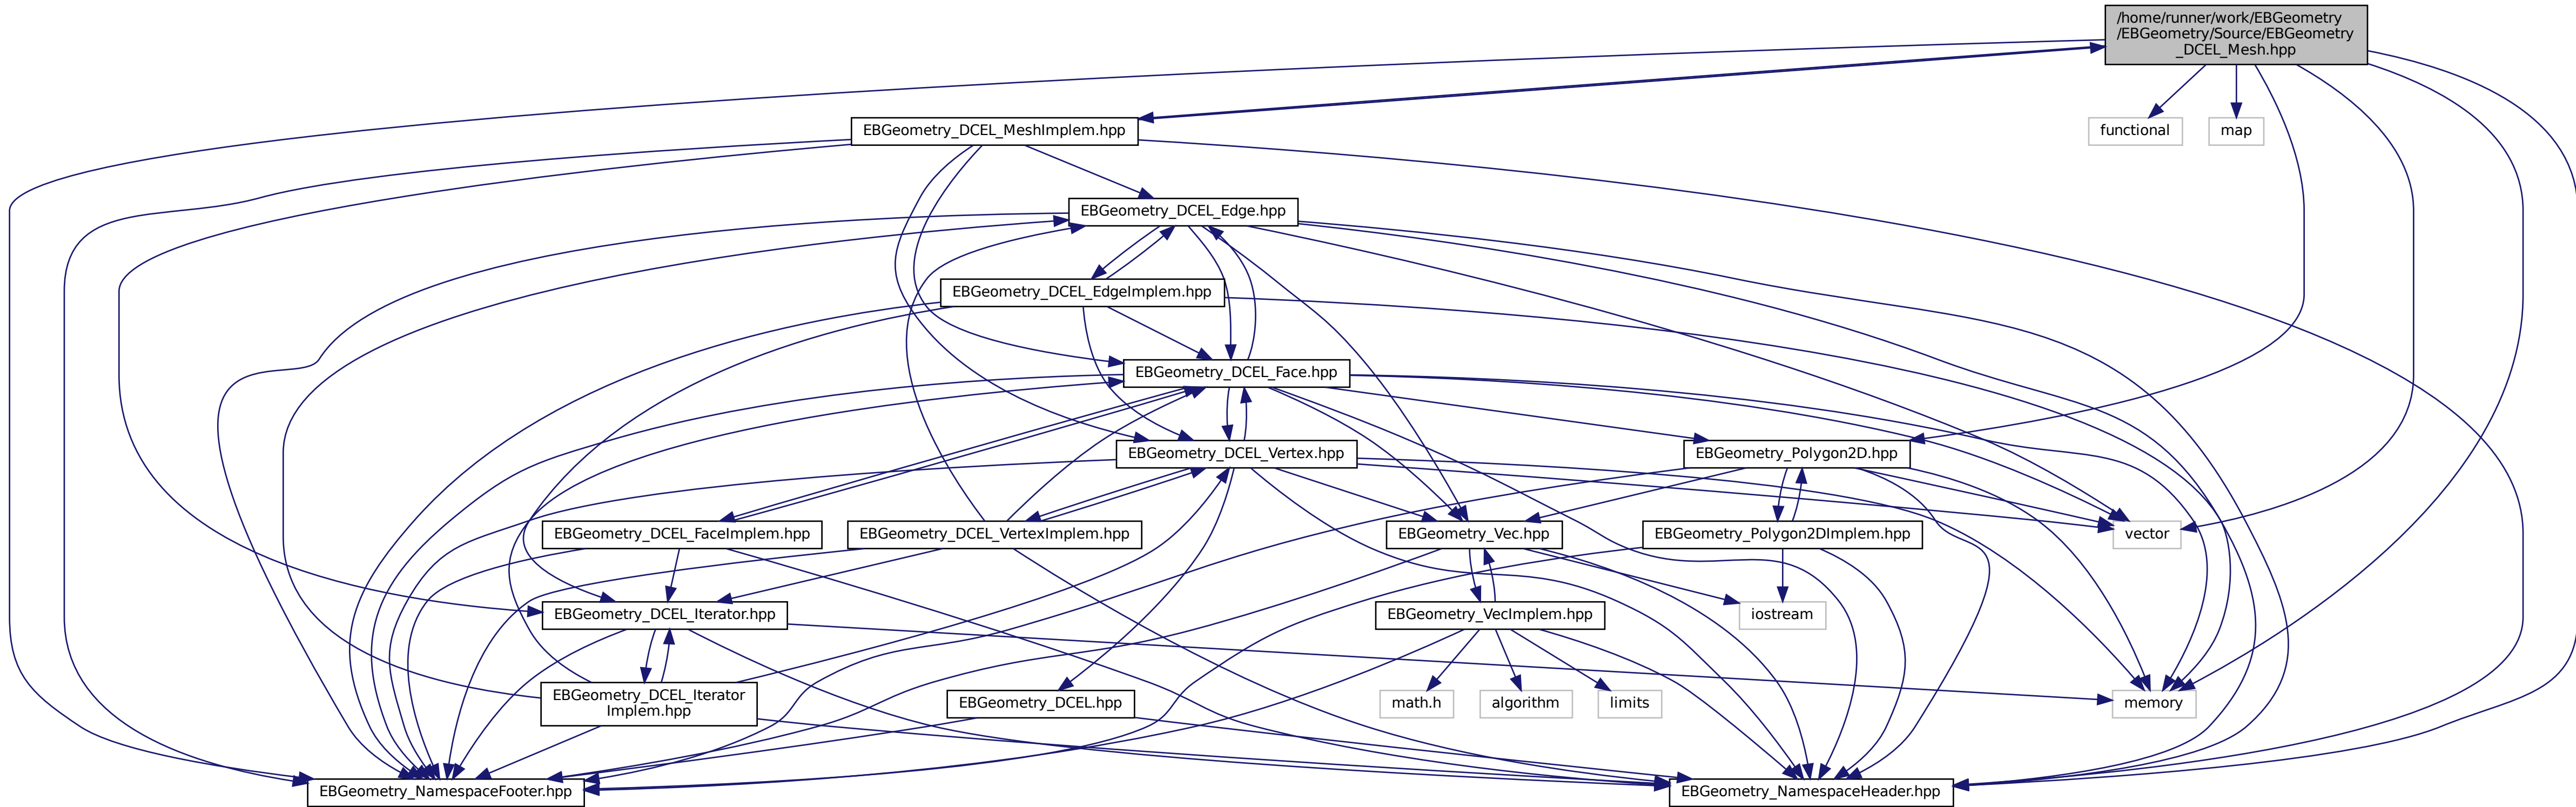 /home/runner/work/EBGeometry
/EBGeometry/Source/EBGeometry
_DCEL_Mesh.hpp
EBGeometry_DCEL_MeshImplem.hpp
functional
map
EBGeometry_DCEL_Edge.hpp
EBGeometry_DCEL_EdgeImplem.hpp
EBGeometry_DCEL_Face.hpp
EBGeometry_DCEL_Vertex.hpp
EBGeometry_Polygon2D.hpp
EBGeometry_DCEL_FaceImplem.hpp
EBGeometry_DCEL_VertexImplem.hpp
EBGeometry_Vec.hpp
EBGeometry_Polygon2DImplem.hpp
vector
EBGeometry_DCEL_Iterator.hpp
EBGeometry_VecImplem.hpp
iostream
EBGeometry_DCEL_Iterator
Implem.hpp
EBGeometry_DCEL.hpp
math.h
algorithm
limits
memory
EBGeometry_NamespaceFooter.hpp
EBGeometry_NamespaceHeader.hpp